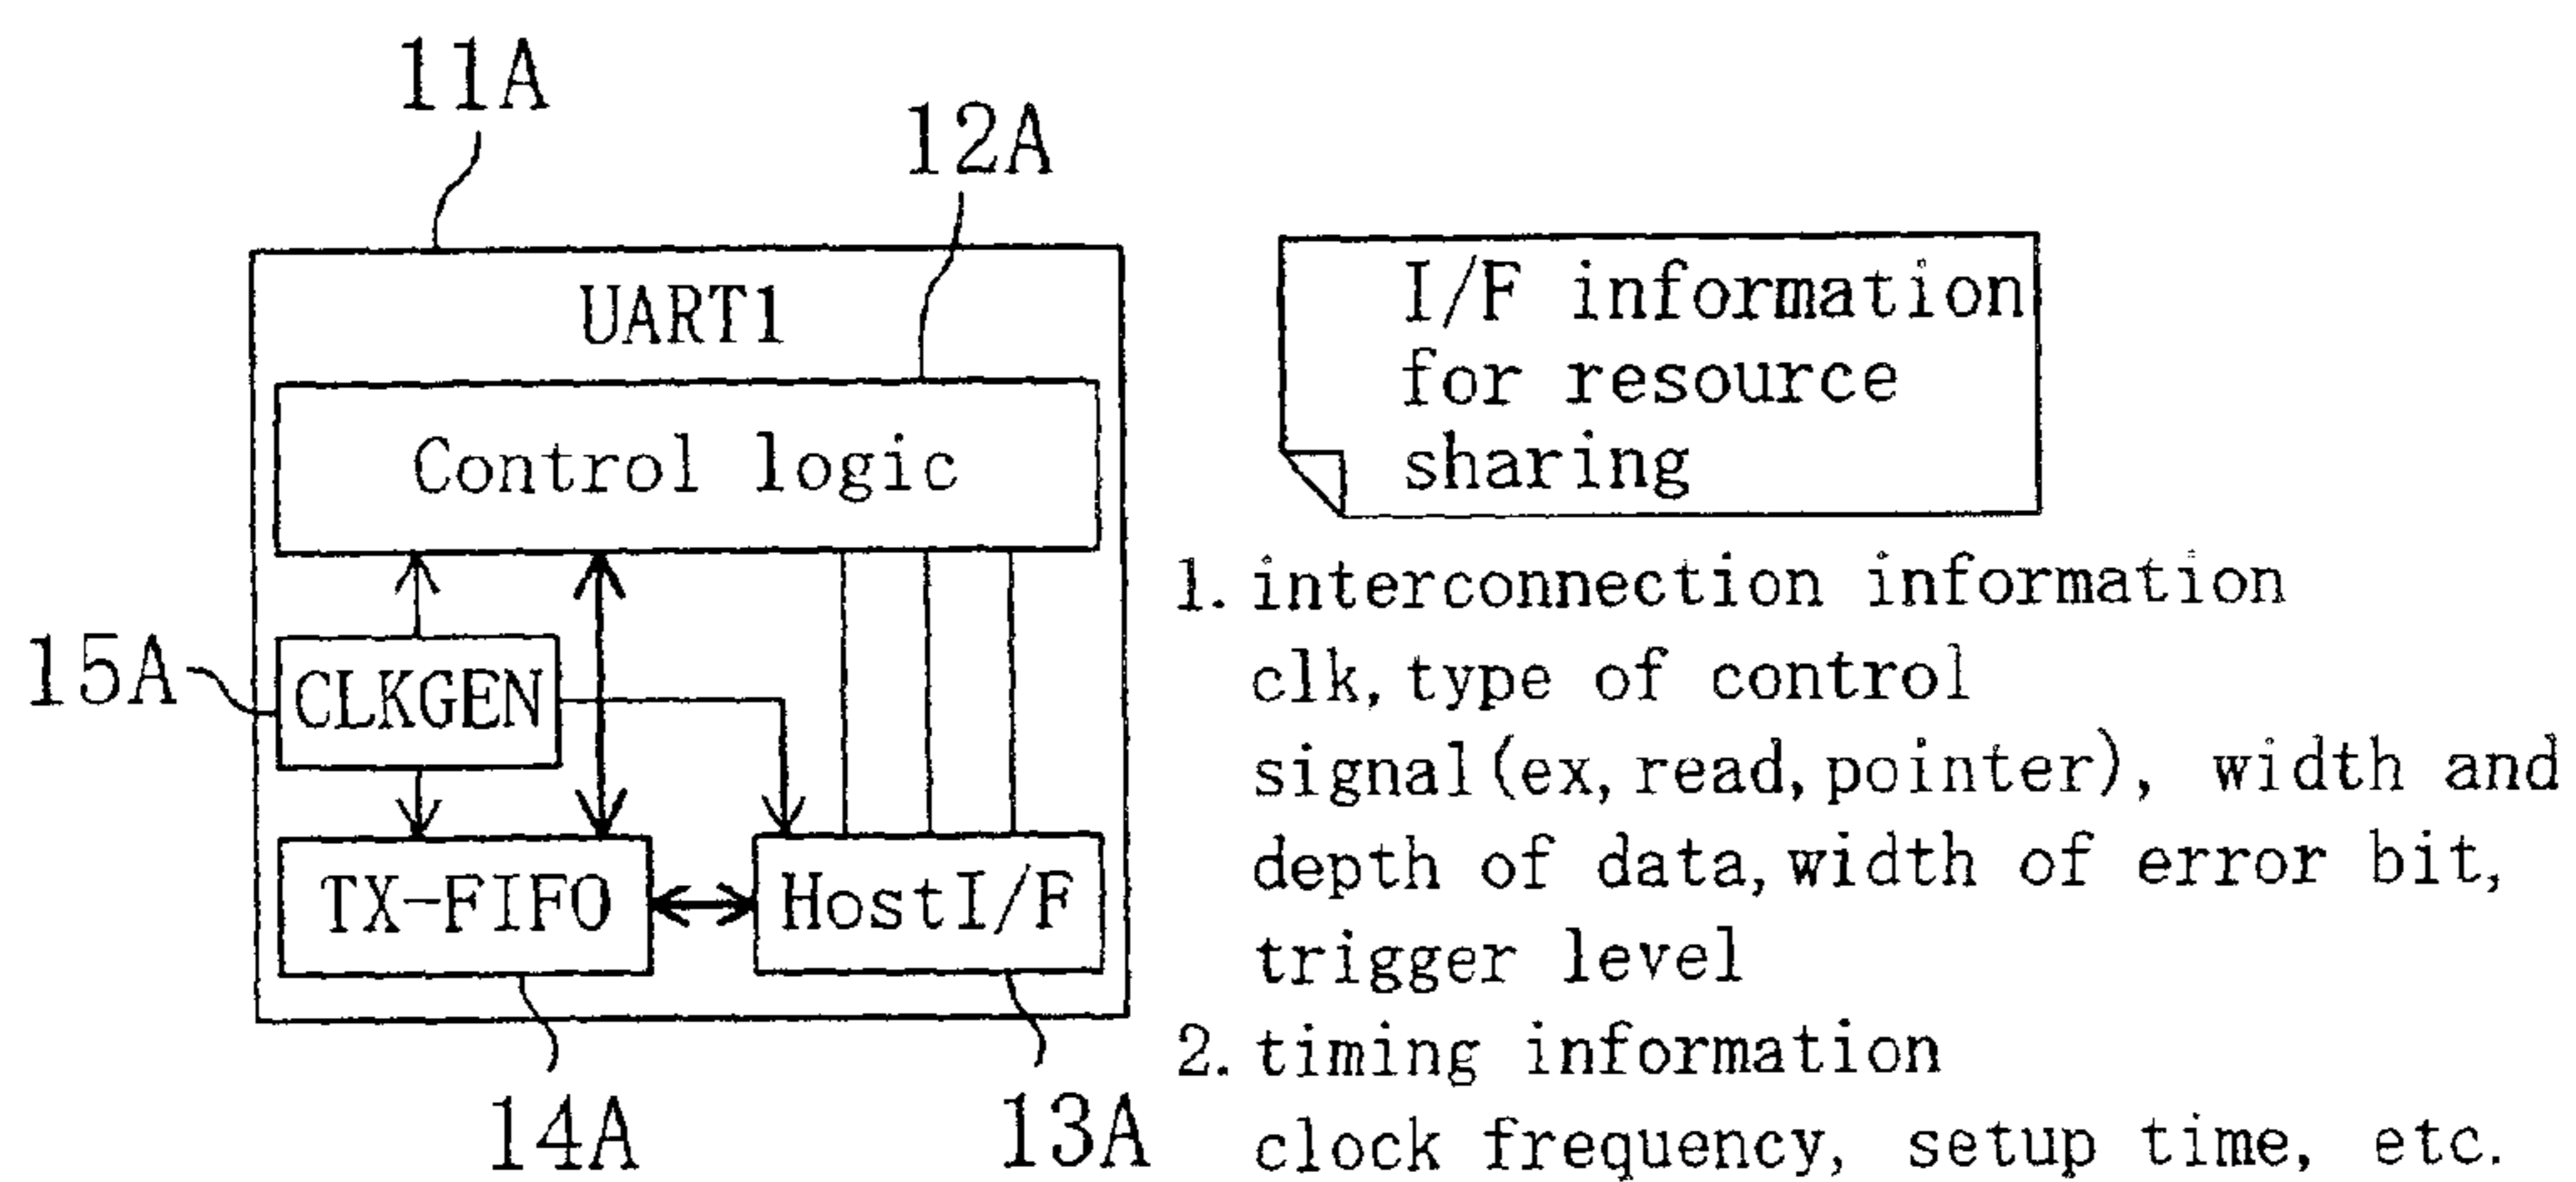 11A
12A
UART1
Control logic
15A
CLKGEN
TX-FIFO
HostI/F
14A
13A
I/F information
for resource
sharing
1. interconnection information
clk, type of control
signal(ex, read, pointer), width and
depth of data, width of error bit,
trigger level
2. timing information
clock frequency, setup time, etc.